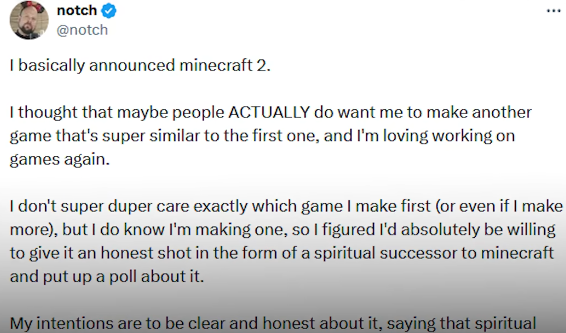 notch
@notch
I basically announced minecraft 2.
I thought that maybe people ACTUALLY do want me to make another
game that's super similar to the first one, and I'm loving working on
games again.
I don't super duper care exactly which game I make first (or even if I make
more), but I do know I'm making one, so I figured I'd absolutely be willing
to give it an honest shot in the form of a spiritual successor to minecraft
and put up a poll about it.
My intentions are to be clear and honest about it, saying that spiritual